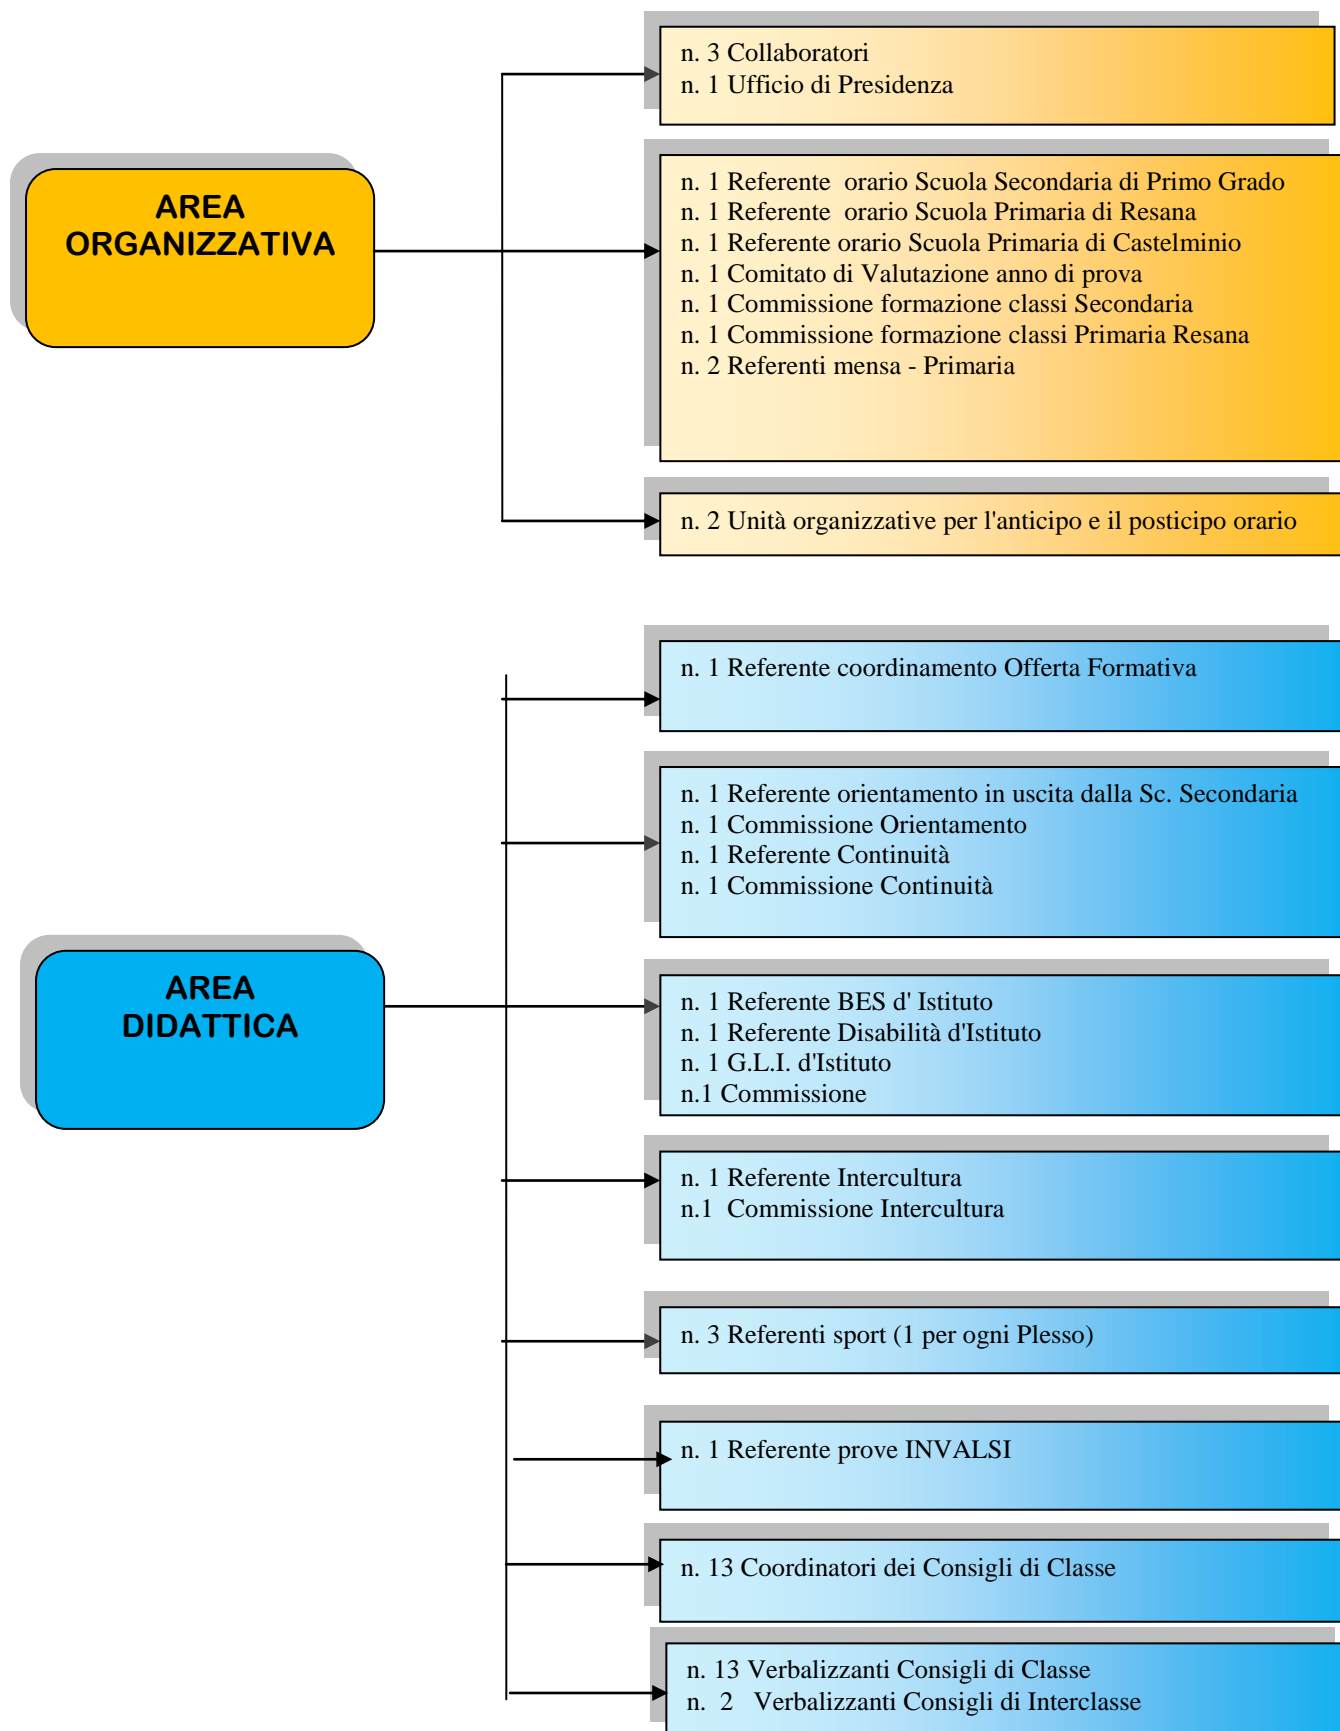 n. 3 Collaboratori
n. 1 Ufficio di Presidenza
AREA
ORGANIZZATIVA
n. 1 Referente  orario Scuola Secondaria di Primo Grado
n. 1 Referente  orario Scuola Primaria di Resana
n. 1 Referente orario Scuola Primaria di Castelminio
n. 1 Comitato di Valutazione anno di prova
n. 1 Commissione formazione classi Secondaria
n. 1 Commissione formazione classi Primaria Resana
n. 2 Referenti mensa - Primaria
n. 2 Unità organizzative per l'anticipo e il posticipo orario
n. 1 Referente coordinamento Offerta Formativa
n. 1 Referente orientamento in uscita dalla Sc. Secondaria
n. 1 Commissione Orientamento
n. 1 Referente Continuità
n. 1 Commissione Continuità
AREA
DIDATTICA
n. 1 Referente BES d' Istituto
n. 1 Referente Disabilità d'Istituto
n. 1 G.L.I. d'Istituto
n.1 Commissione
n. 1 Referente Intercultura
n.1  Commissione Intercultura
n. 3 Referenti sport (1 per ogni Plesso)
n. 1 Referente prove INVALSI
n. 13 Coordinatori dei Consigli di Classe
n. 13 Verbalizzanti Consigli di Classe
n.  2   Verbalizzanti Consigli di Interclasse